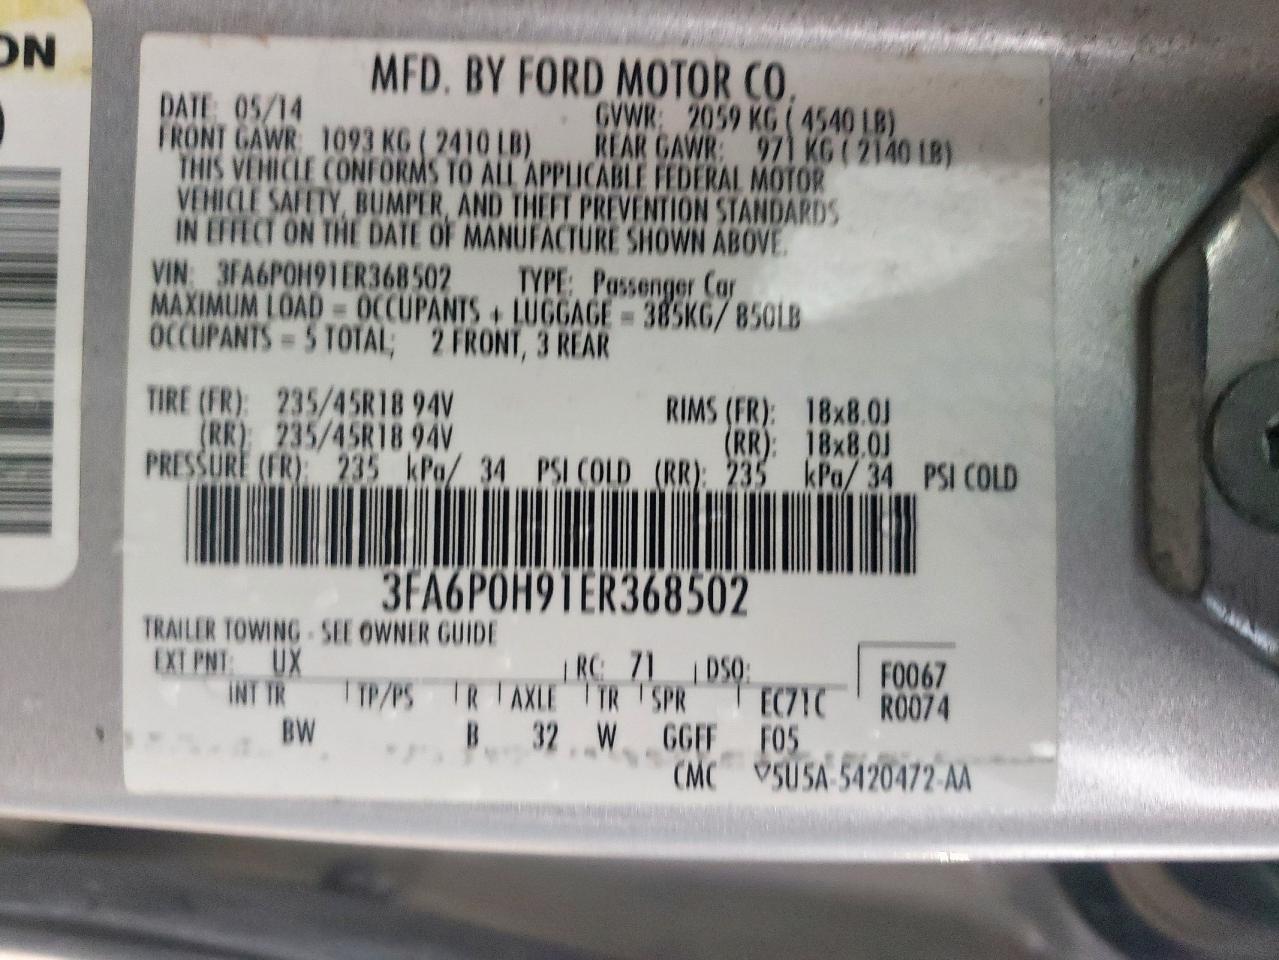 ON
MFD. BY FORD MOTOR CO.
DATE: 05/14 GVWR: 2059 KG ( 4540 LB)
FRONT GAWR: 1093 KG ( 2410 LB) REAR GAWR: 971 KG ( 2140 LB)
THIS VEHICLE CONFORMS TO ALL APPLICABLE FEDERAL MOTOR
VEHICLE SAFETY, BUMPER, AND THEFT PREVENTION STANDARDS
IN EFFECT ON THE DATE OF MANUFACTURE SHOWN ABOVE.
VIN: 3FA6P0H91ER368502 TYPE: Passenger Car
MAXIMUM LOAD = OCCUPANTS + LUGGAGE = 385KG/ 850LB
OCCUPANTS = 5 TOTAL; 2 FRONT, 3 REAR
TIRE (FR): 235/45R18 94V RIMS (FR): 18x8.0J
(RR): 235/45R18 94V (RR): 18x8.0J
PRESSURE (FR): 235 kPa/ 34 PSI COLD (RR): 235 kPa/ 34 PSI COLD
3FA6P0H91ER368502
TRAILER TOWING - SEE OWNER GUIDE
EXT PNT: UX RC: 71 DSO: F0067
INT TR TP/PS R AXLE TR SPR EC71C R0074
BW B 32 W GGFF F05
CMC ▽5U5A-5420472-AA